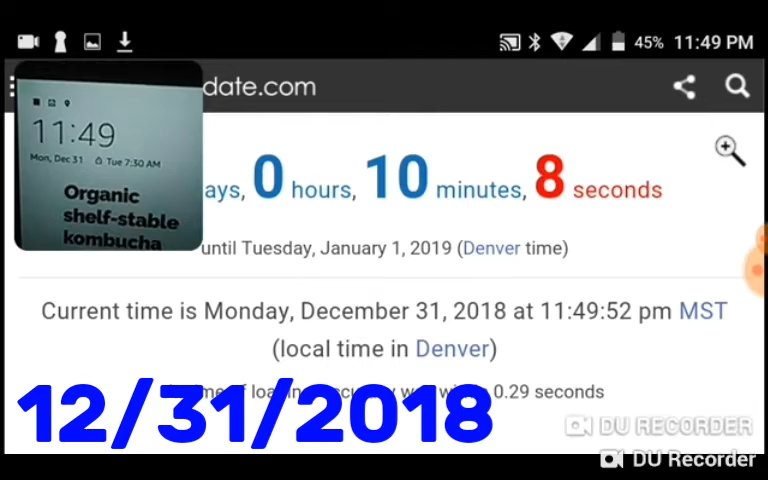 45% 11:49 PM
date.com
11:49
Mon, Dec 31 Tue 7:30 AM
Organic
shelf-stable
kombucha
ays, 0 hours, 10 minutes, 8 seconds
until Tuesday, January 1, 2019 (Denver time)
Current time is Monday, December 31, 2018 at 11:49:52 pm MST
(local time in Denver)
0.29 seconds
12/31/2018
DU RECORDER
DU Recorder